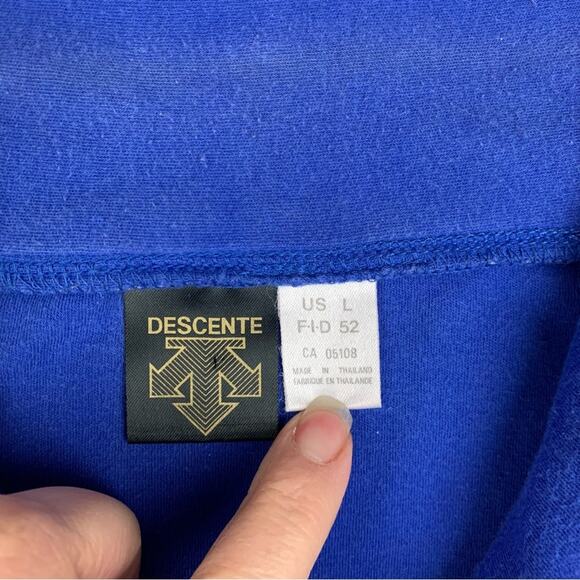 DESCENTE
US L
F·I·D 52
CA 05108
MADE IN THAILAND
FABRIQUE EN THAILANDE